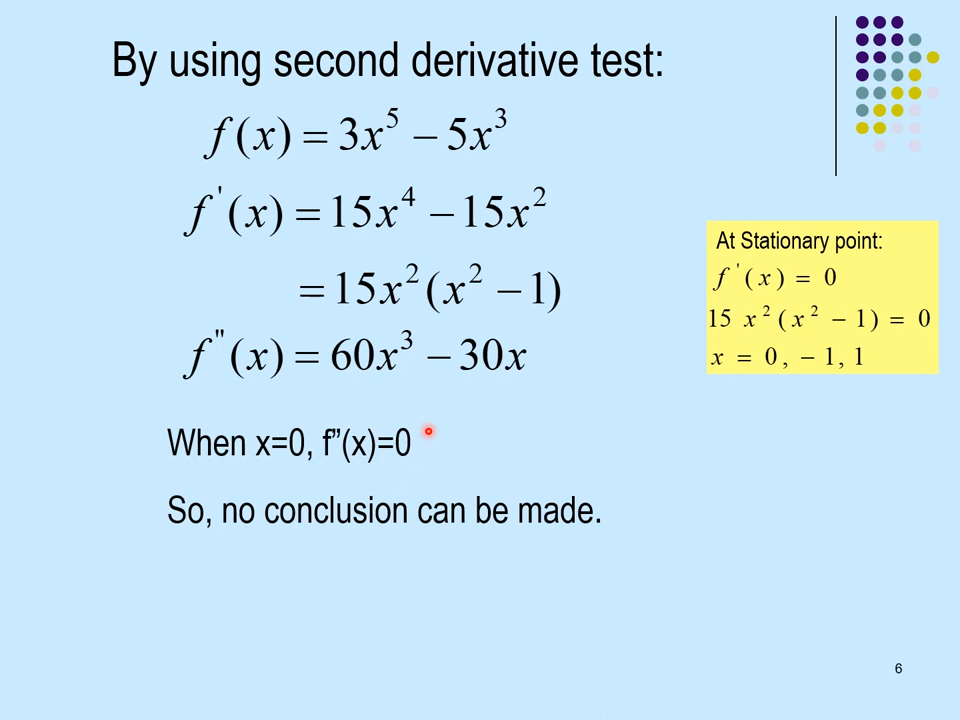 By using second derivative test:
f(x) = 3x⁵ − 5x³
f'(x) = 15x⁴ − 15x²
= 15x²(x² − 1)
f"(x) = 60x³ − 30x
At Stationary point:
f'(x) = 0
15 x²(x² − 1) = 0
x = 0, − 1, 1
When x=0, f”(x)=0
So, no conclusion can be made.
6